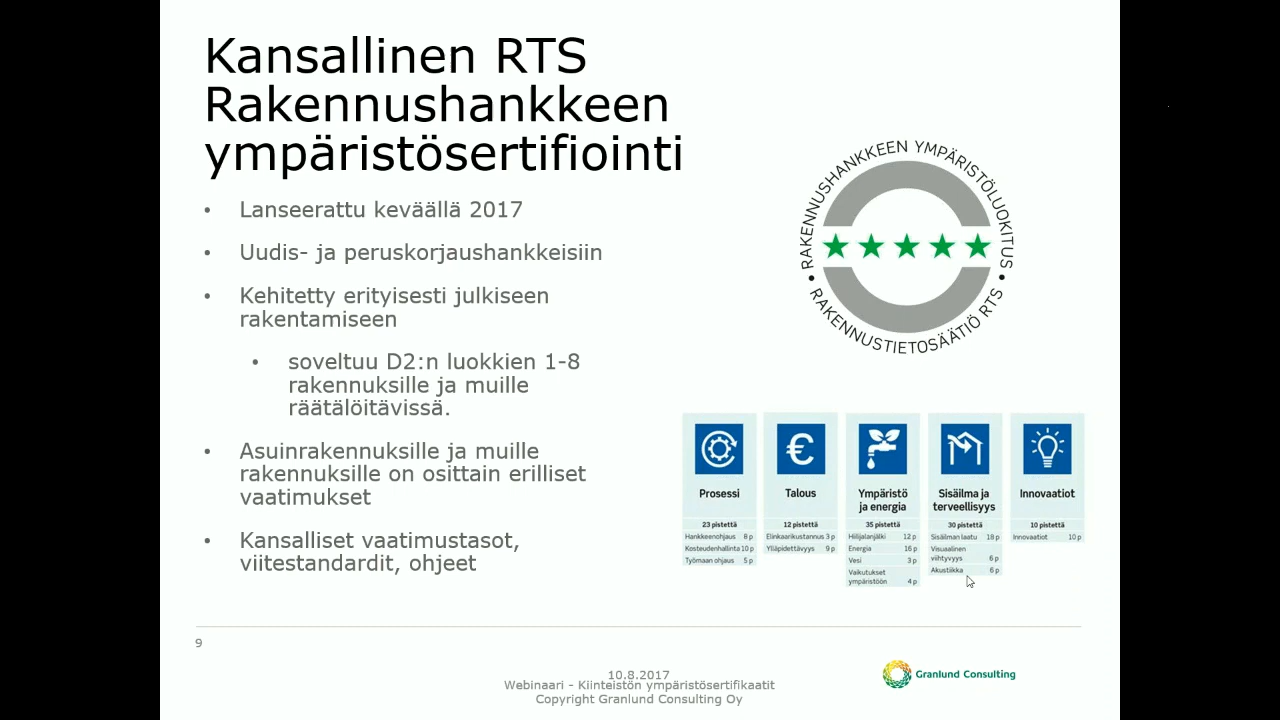 Kansallinen RTS
Rakennushankkeen
ympäristösertifiointi
• Lanseerattu keväällä 2017
• Uudis- ja peruskorjaushankkeisiin
• Kehitetty erityisesti julkiseen
rakentamiseen
• soveltuu D2:n luokkien 1-8
rakennuksille ja muille
räätälöitävissä.
• Asuinrakennuksille ja muille
rakennuksille on osittain erilliset
vaatimukset
• Kansalliset vaatimustasot,
viitestandardit, ohjeet
• RAKENNUSHANKKEEN YMPÄRISTÖLUOKITUS •
RAKENNUSTIETOSÄÄTIÖ RTS
Prosessi
23 pistettä
Hankkeenohjaus 8 p
Kosteudenhallinta 10 p
Työmaan ohjaus 5 p
€
Talous
12 pistettä
Elinkaarikustannus 3 p
Ylläpidettävyys 9 p
Ympäristö
ja energia
35 pistettä
Hiilijalanjälki 12 p
Energia 16 p
Vesi 3 p
Vaikutukset
ympäristöön 4 p
Sisäilma ja
terveellisyys
30 pistettä
Sisäilman laatu 18 p
Visuaalinen
viihtyvyys 6 p
Akustiikka 6 p
Innovaatiot
10 pistettä
Innovaatiot 10 p
9
10.8.2017
Webinaari - Kiinteistön ympäristösertifikaatit
Copyright Granlund Consulting Oy
Granlund Consulting